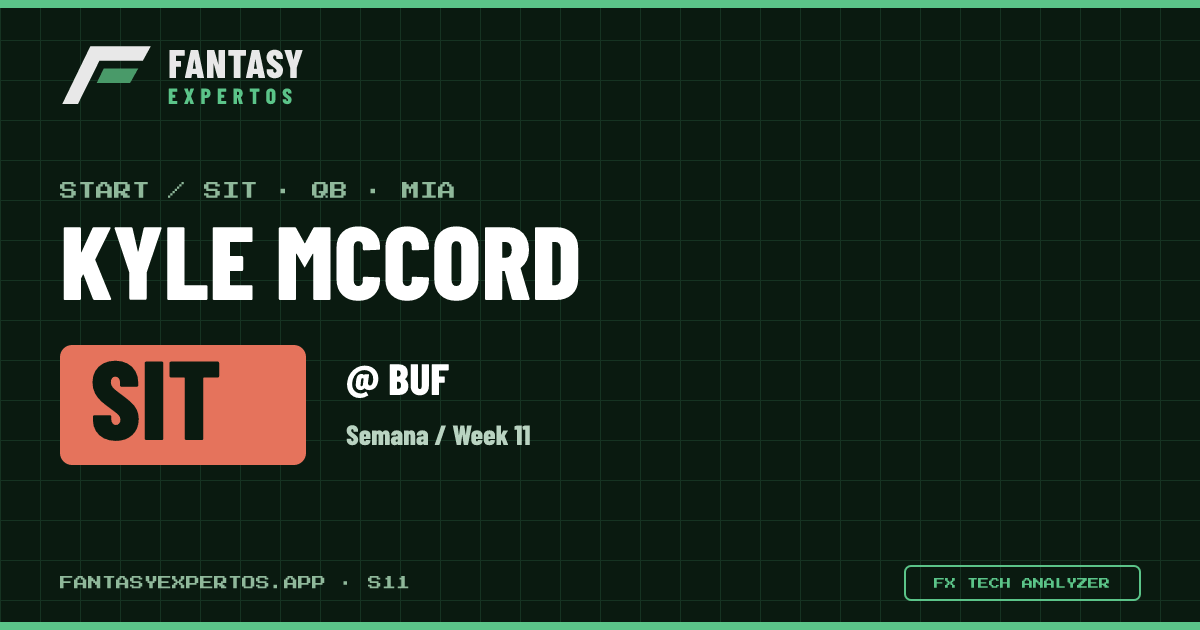 FANTASY
EXPERTOS
START / SIT · QB · MIA
KYLE MCCORD
SIT
@ BUF
Semana / Week 11
FANTASYEXPERTOS.APP · S11
FX TECH ANALYZER